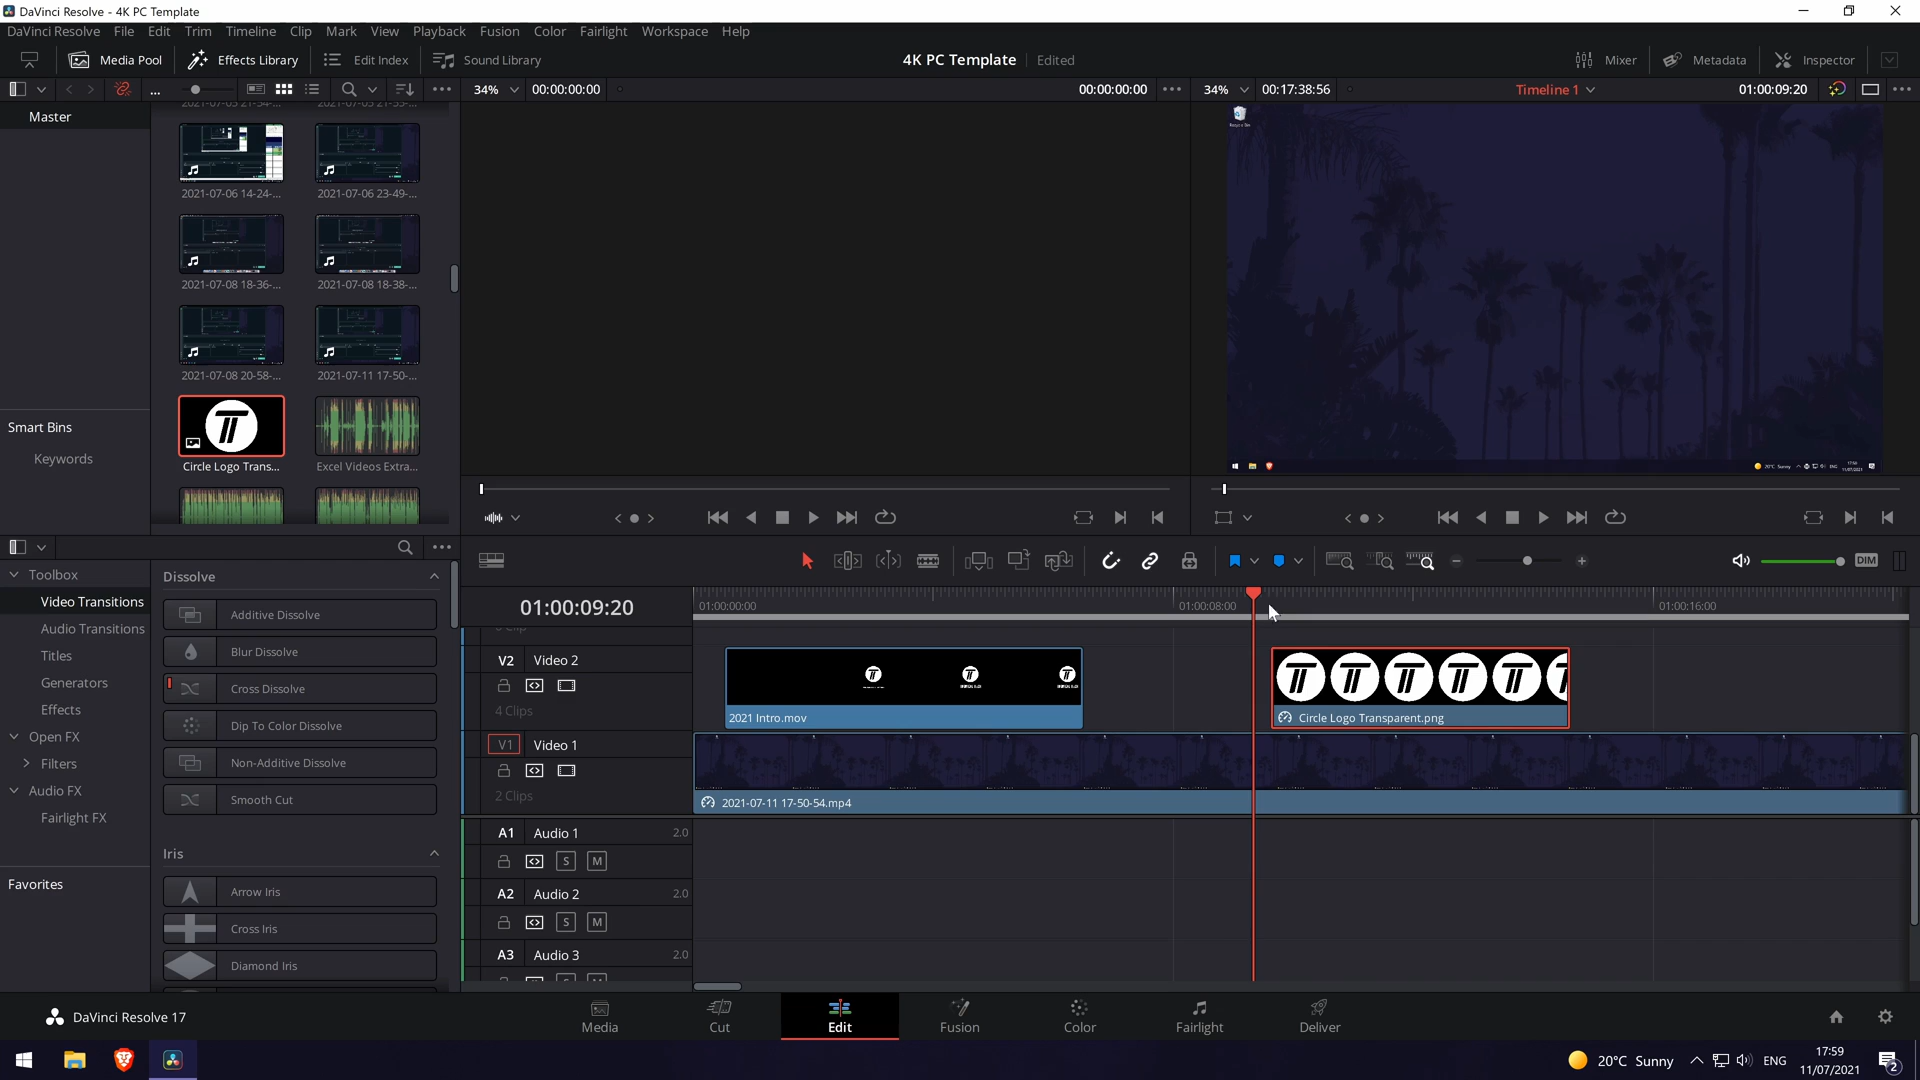 DaVinci Resolve - 4K PC Template
DaVinci Resolve File Edit Trim Timeline Clip Mark View Playback Fusion Color Fairlight Workspace Help
Media Pool Effects Library Edit Index Sound Library 4K PC Template Edited Mixer Metadata Inspector
... 34% 00:00:00:00 00:00:00:00 34% 00:17:38:56 Timeline 1 01:00:09:20
Master
2021-07-06 14-24-... 2021-07-06 23-49-...
2021-07-08 18-36-... 2021-07-08 18-38-...
2021-07-08 20-58-... 2021-07-11 17-50-...
Smart Bins
Keywords
Circle Logo Trans... Excel Videos Extra...
Toolbox
Video Transitions
Audio Transitions
Titles
Generators
Effects
Open FX
Filters
Audio FX
Fairlight FX
Favorites
Dissolve
Additive Dissolve
Blur Dissolve
Cross Dissolve
Dip To Color Dissolve
Non-Additive Dissolve
Smooth Cut
Iris
Arrow Iris
Cross Iris
Diamond Iris
DIM
01:00:09:20 01:00:00:00 01:00:08:00 01:00:16:00
V2 Video 2
4 Clips
2021 Intro.mov Circle Logo Transparent.png
V1 Video 1
2 Clips
2021-07-11 17-50-54.mp4
A1 Audio 1 2.0
S M
A2 Audio 2 2.0
S M
A3 Audio 3 2.0
DaVinci Resolve 17 Media Cut Edit Fusion Color Fairlight Deliver
20°C Sunny ENG 17:59
11/07/2021 2